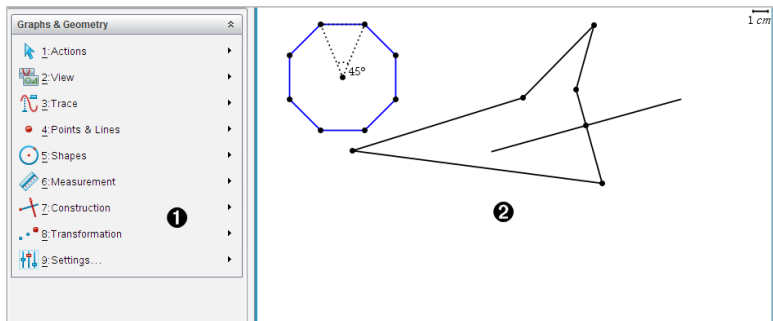 Graphs & Geometry
1:Actions
2:View
3:Trace
4:Points & Lines
5:Shapes
6:Measurement
7:Construction
8:Transformation
9:Settings...
❶
45°
1 cm
❷